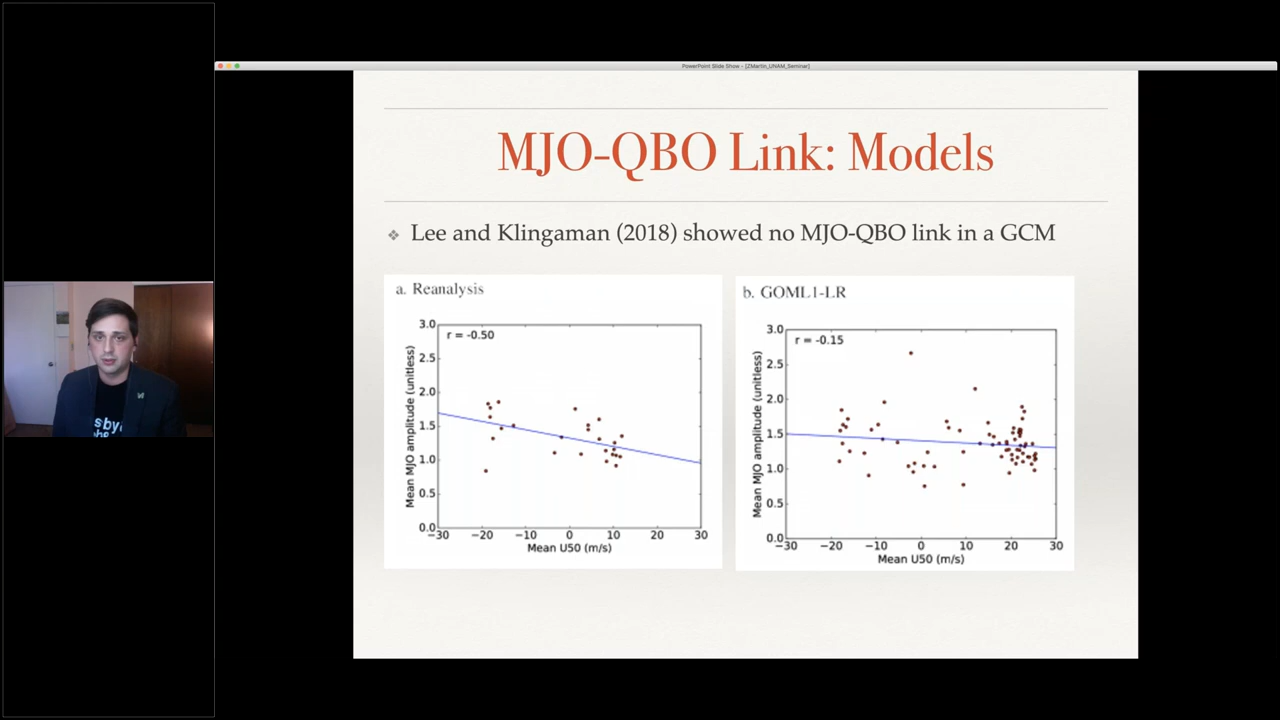 PowerPoint Slide Show - [ZMartin_UNAM_Seminar]
MJO-QBO Link: Models
❖ Lee and Klingaman (2018) showed no MJO-QBO link in a GCM
a. Reanalysis
r = -0.50
Mean MJO amplitude (unitless)
3.0
2.5
2.0
1.5
1.0
0.5
0.0
−30 −20 −10 0 10 20 30
Mean U50 (m/s)
b. GOML1-LR
r = -0.15
Mean MJO amplitude (unitless)
3.0
2.5
2.0
1.5
1.0
0.5
0.0
−30 −20 −10 0 10 20 30
Mean U50 (m/s)